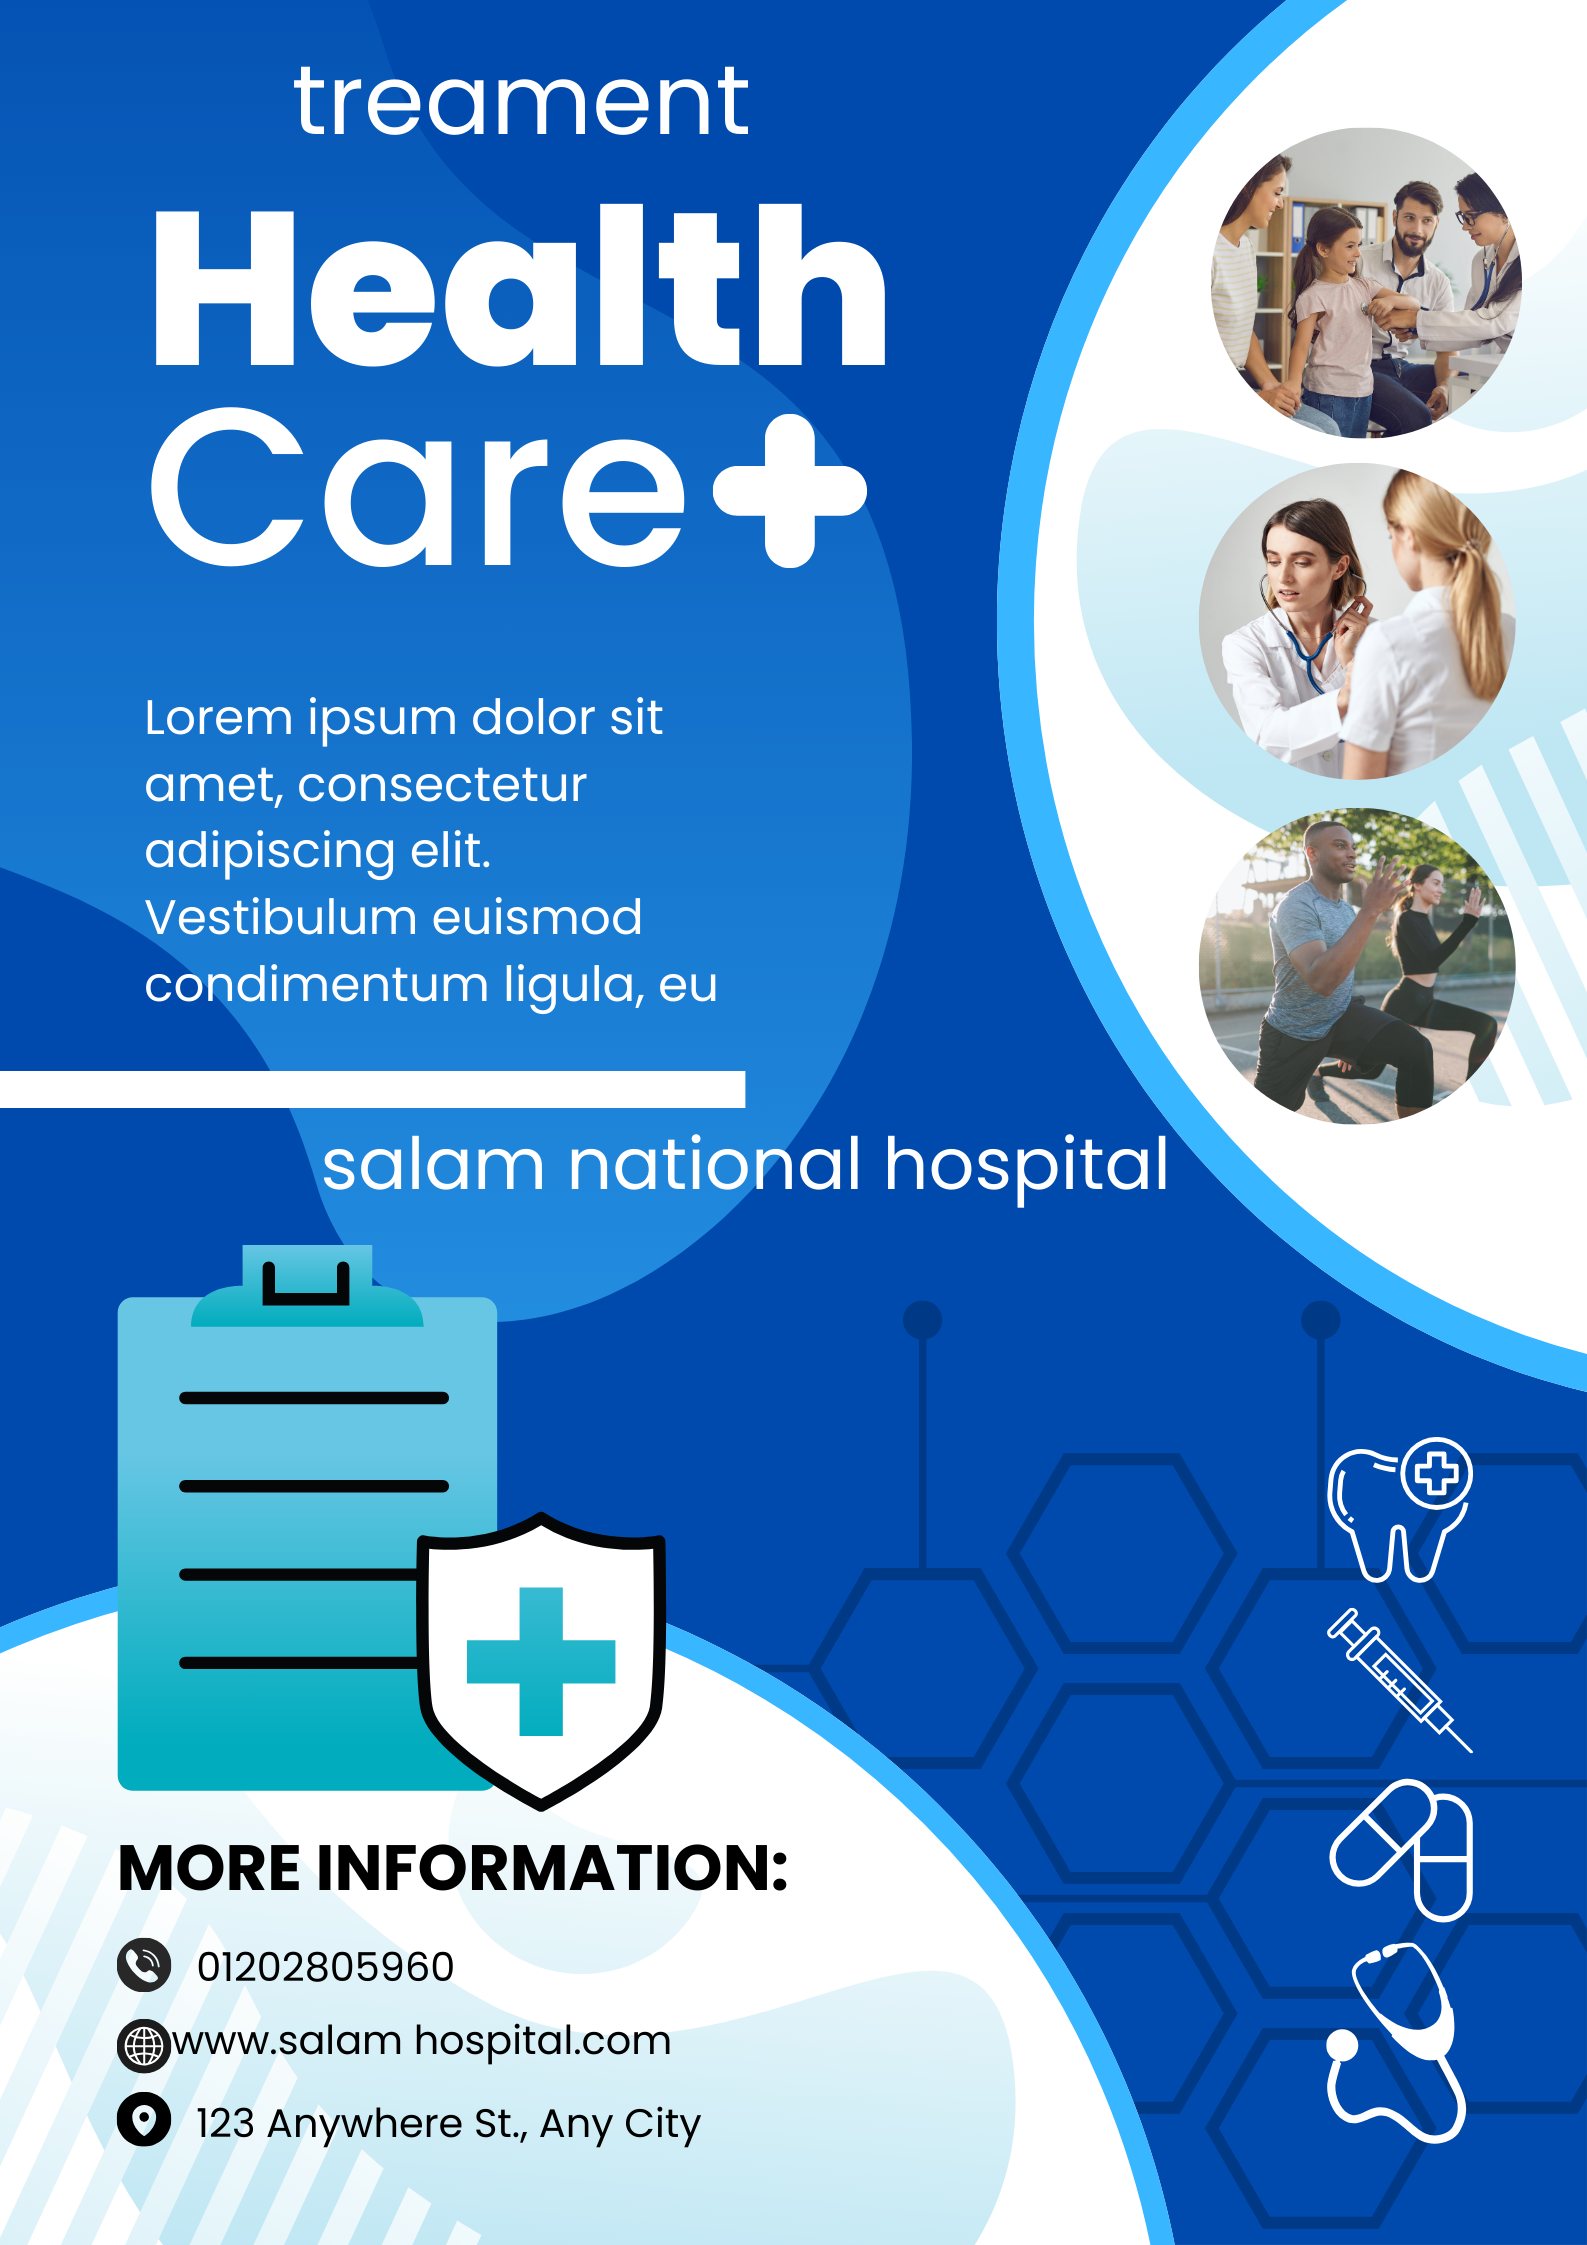 treament
Health
Care
Lorem ipsum dolor sit
amet, consectetur
adipiscing elit.
Vestibulum euismod
condimentum ligula, eu
salam national hospital
MORE INFORMATION:
01202805960
www.salam hospital.com
123 Anywhere St., Any City